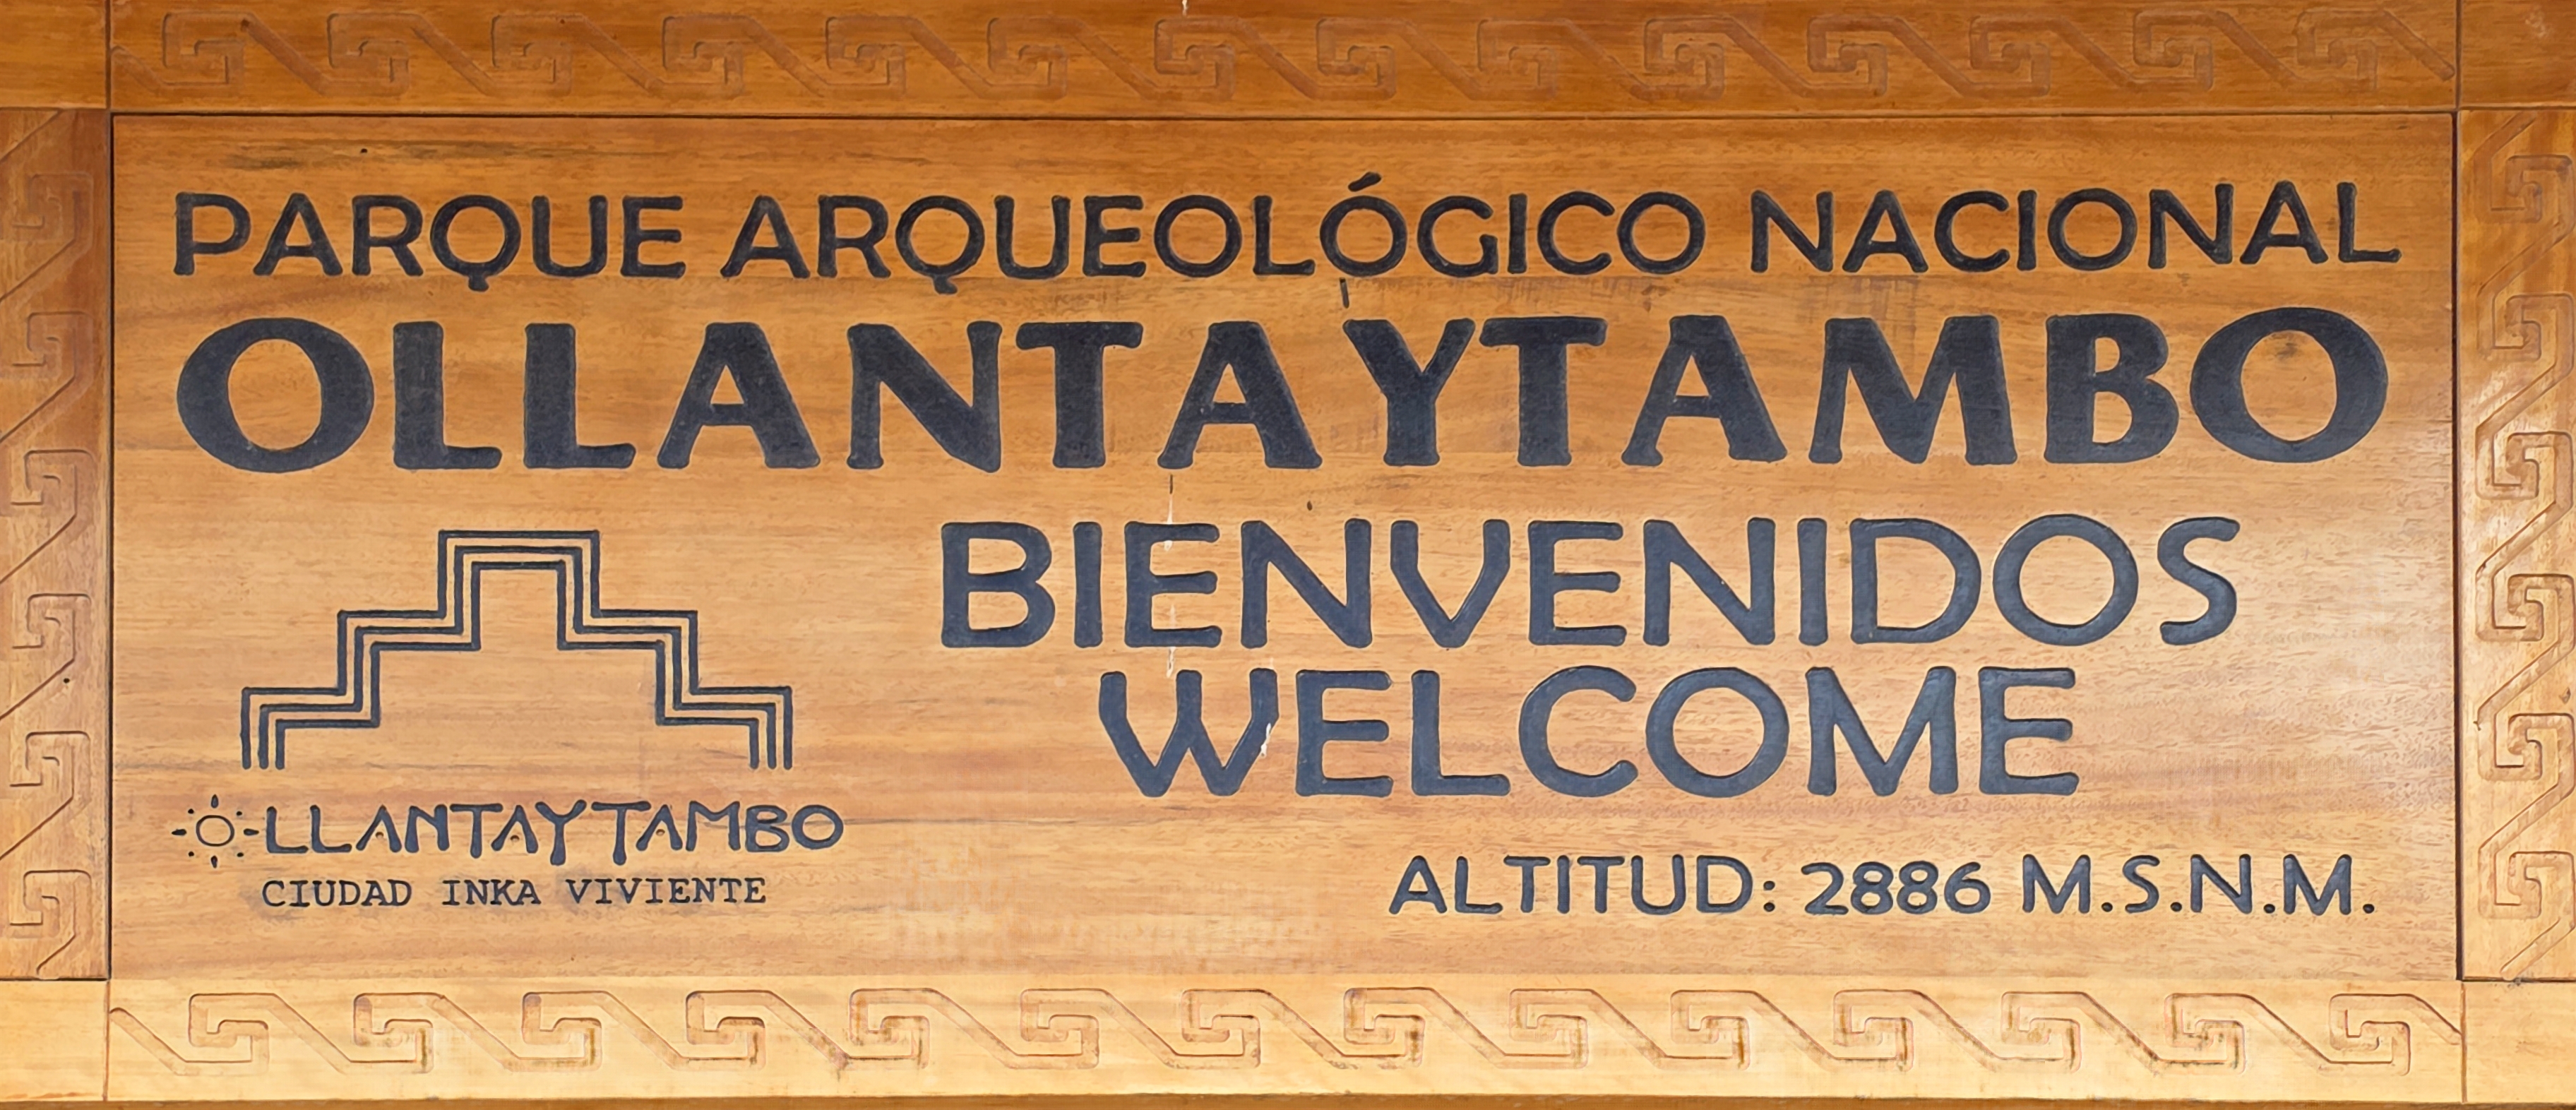 PARQUE ARQUEOLÓGICO NACIONAL
OLLANTAYTAMBO
BIENVENIDOS
WELCOME
OLLANTAYTAMBO
CIUDAD INKA VIVIENTE
ALTITUD: 2886 M.S.N.M.